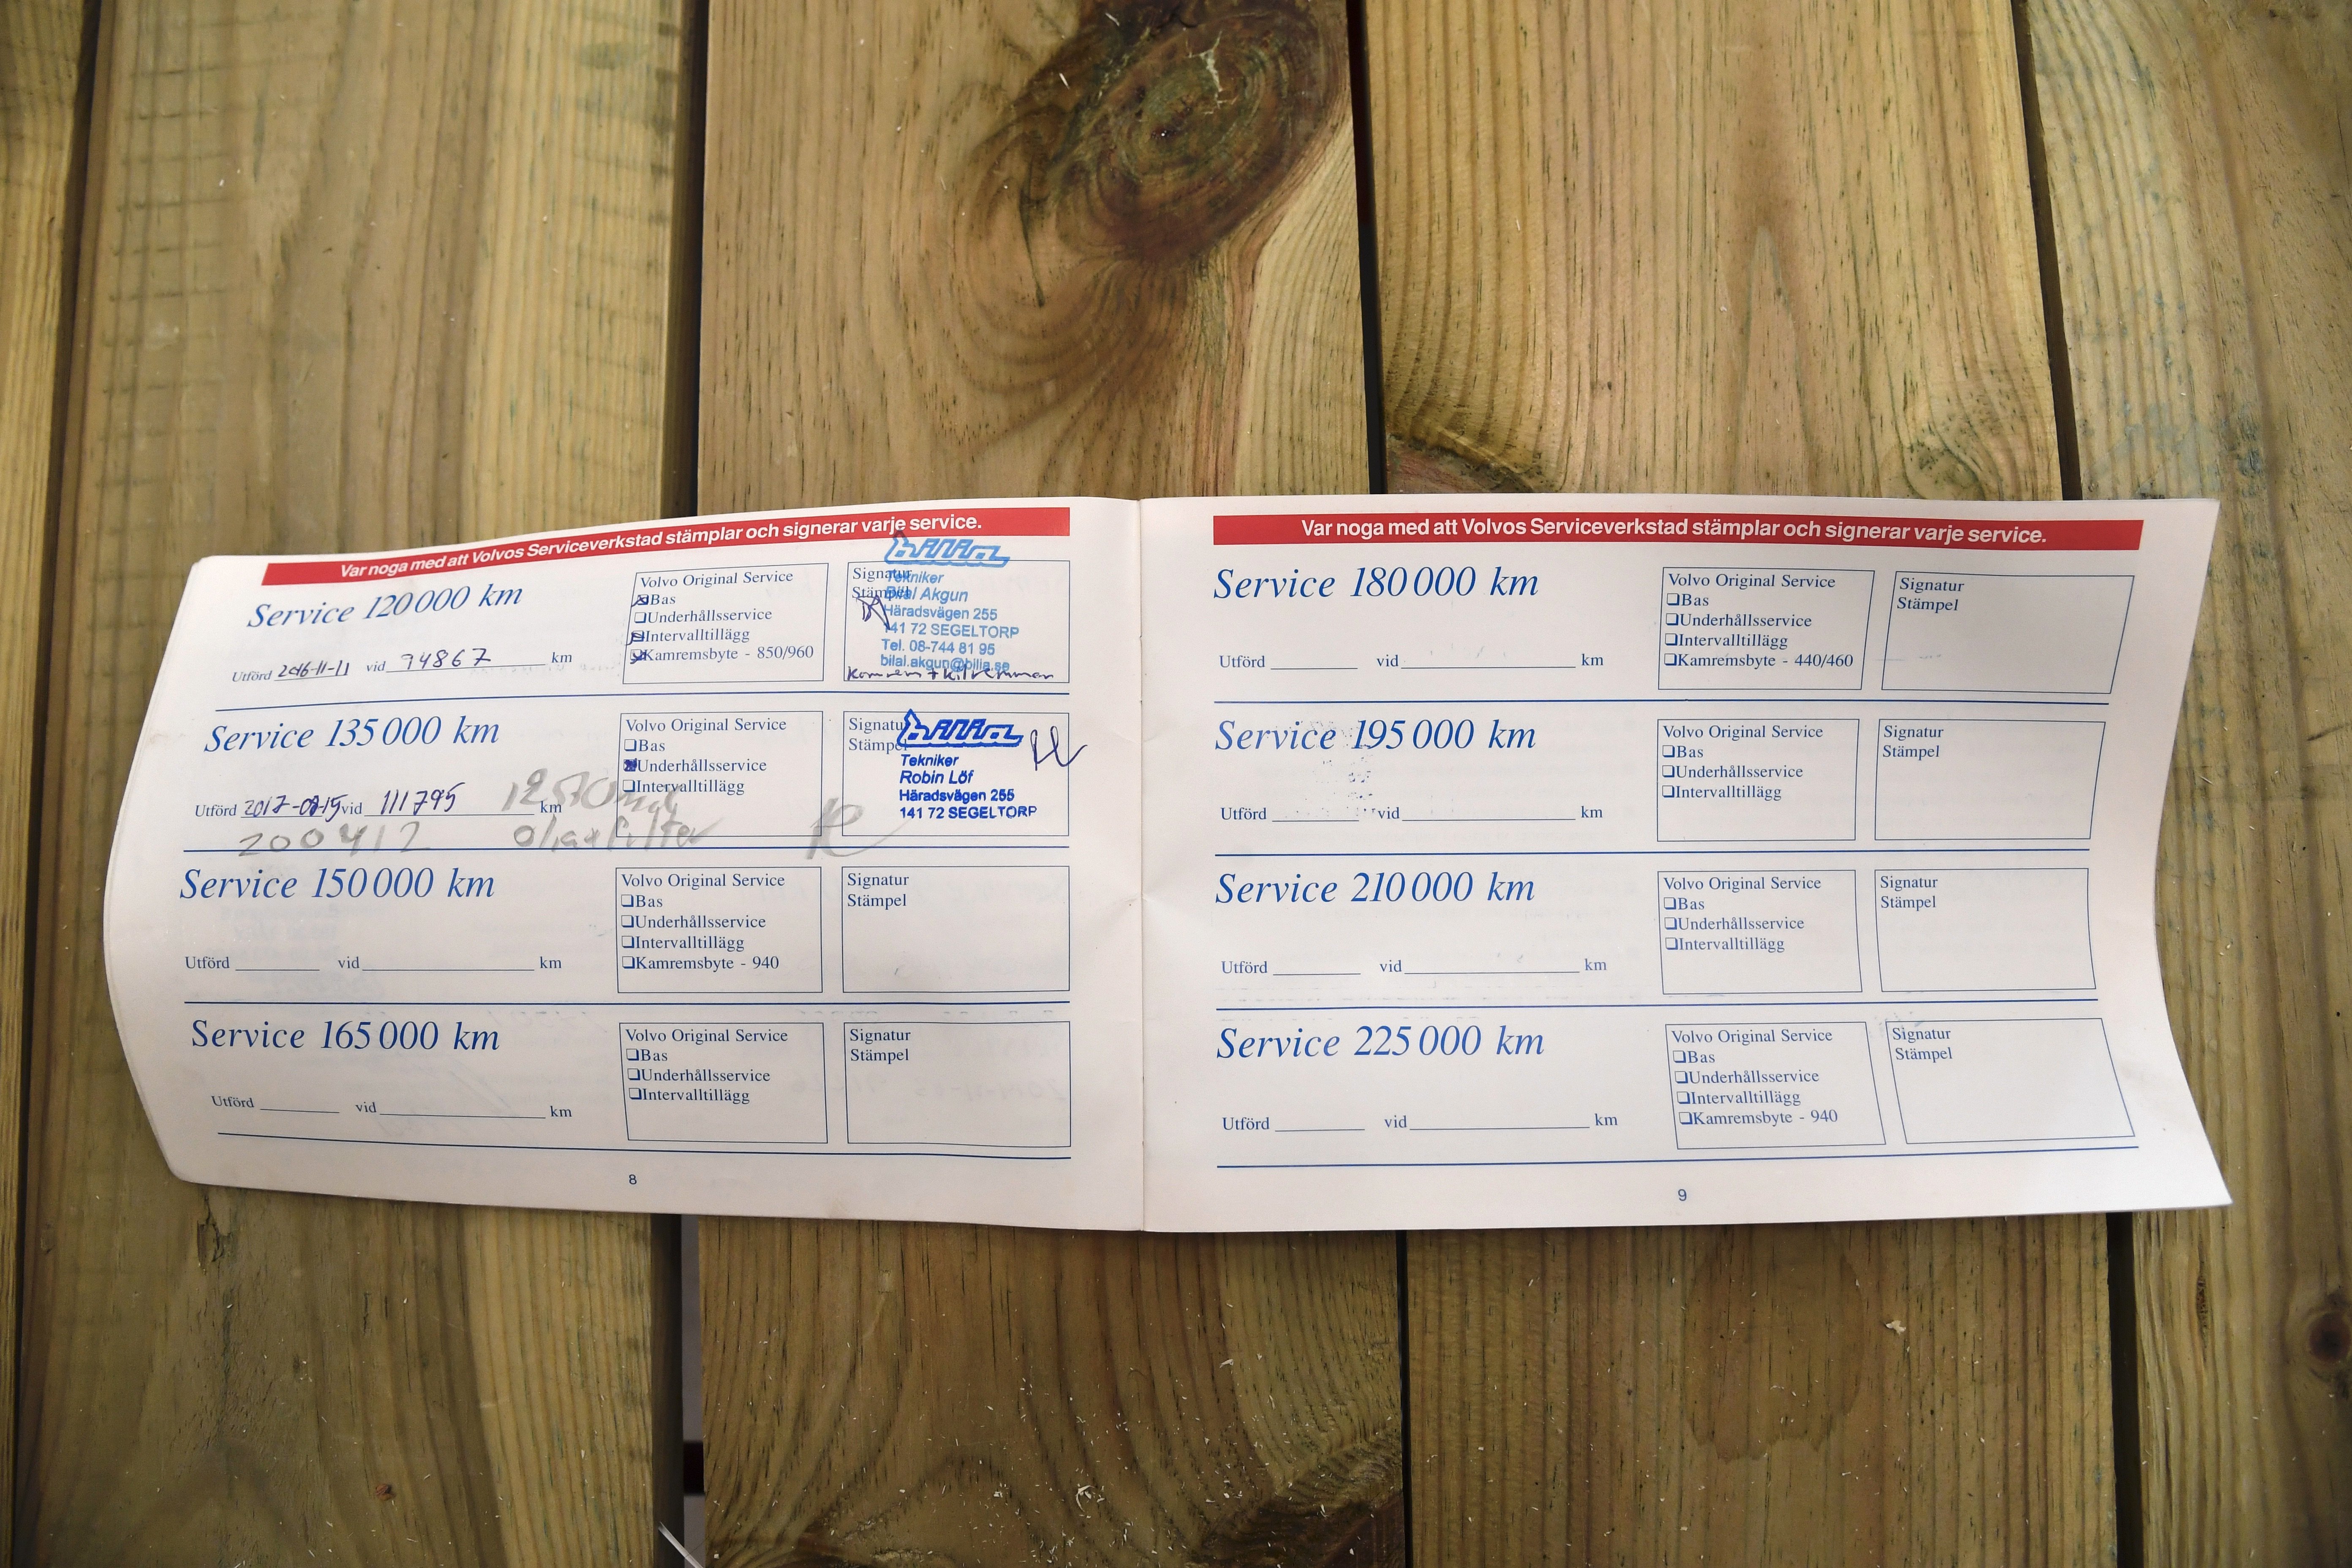 Var noga med att Volvos Serviceverkstad stämplar och signerar varje service.
Service 120 000 km
Utförd 2016-11-11 vid 94867 km
Volvo Original Service
Bas
Underhållsservice
Intervalltillägg
Kamremsbyte - 850/960
Signatur
Stämpel
BILIA
Tekniker
Bilal Akgun
Häradsvägen 255
141 72 SEGELTORP
Tel. 08-744 81 95
bilal.akgun@bilia.se
Kamrem +
Service 135 000 km
Utförd 2017-08-15 vid 111795 km
200412
Olja+filter
Volvo Original Service
Bas
Underhållsservice
Intervalltillägg
Signatur
Stämpel
BILIA
Tekniker
Robin Löf
Häradsvägen 255
141 72 SEGELTORP
Service 150 000 km
Utförd vid km
Volvo Original Service
Bas
Underhållsservice
Intervalltillägg
Kamremsbyte - 940
Signatur
Stämpel
Service 165 000 km
Utförd vid km
Volvo Original Service
Bas
Underhållsservice
Intervalltillägg
Signatur
Stämpel
8
Var noga med att Volvos Serviceverkstad stämplar och signerar varje service.
Service 180 000 km
Utförd vid km
Volvo Original Service
Bas
Underhållsservice
Intervalltillägg
Kamremsbyte - 440/460
Signatur
Stämpel
Service 195 000 km
Utförd vid km
Volvo Original Service
Bas
Underhållsservice
Intervalltillägg
Signatur
Stämpel
Service 210 000 km
Utförd vid km
Volvo Original Service
Bas
Underhållsservice
Intervalltillägg
Signatur
Stämpel
Service 225 000 km
Utförd vid km
Volvo Original Service
Bas
Underhållsservice
Intervalltillägg
Kamremsbyte - 940
Signatur
Stämpel
9